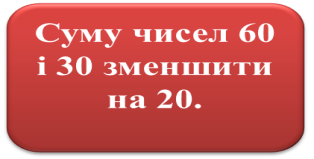 Суму чисел 60
і 30 зменшити
на 20.